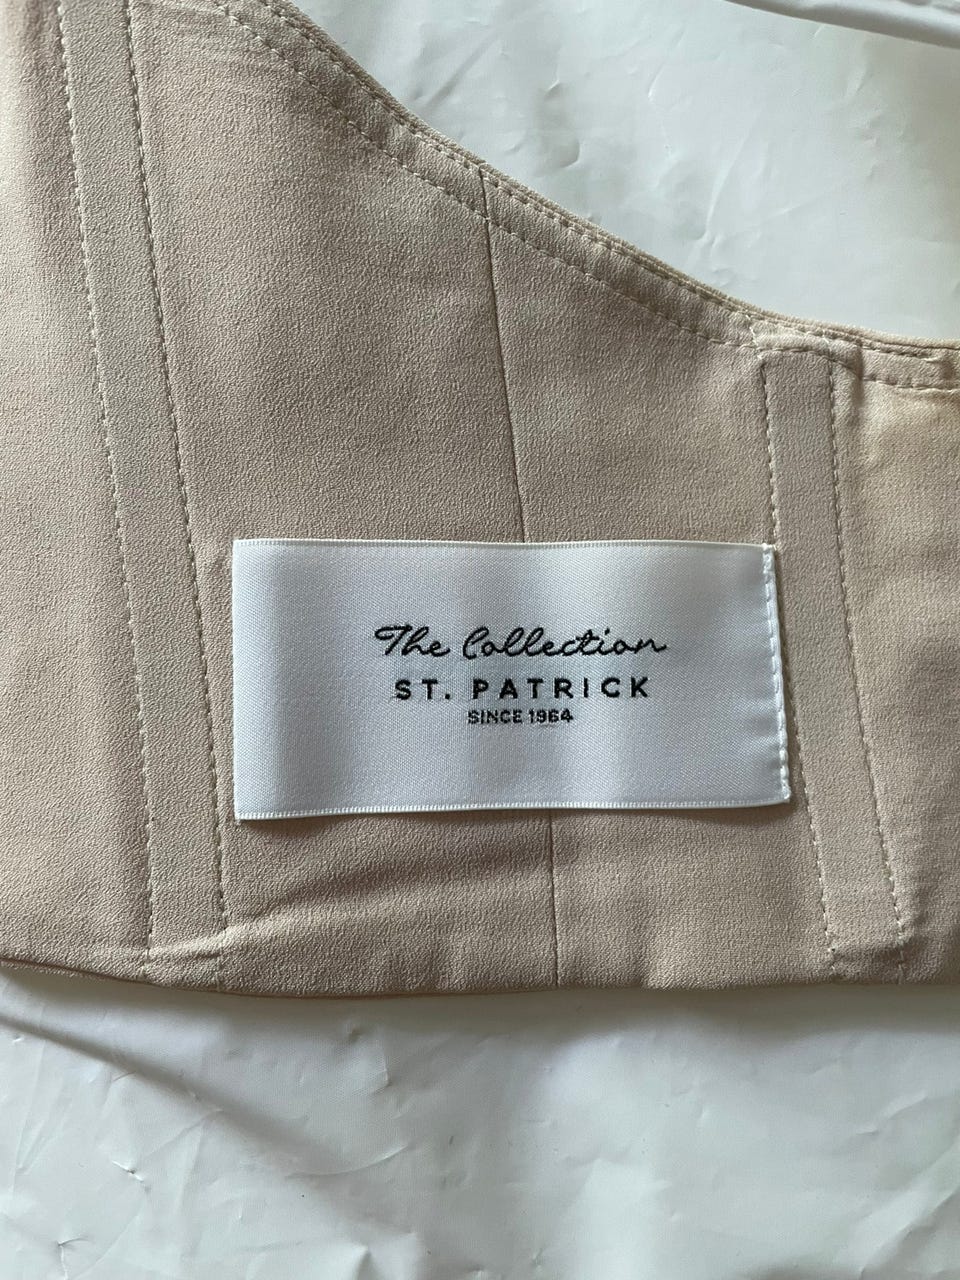 The Collection
ST. PATRICK
SINCE 1964